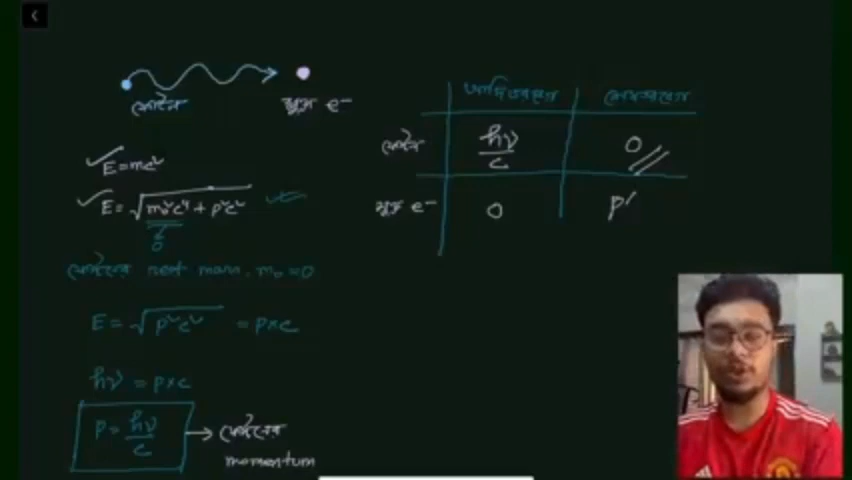 ফোটন
মুক্ত e⁻
E=mc²
E = √m₀²c⁴ + p²c²
0
ফোটনের rest mass, m₀ = 0
E = √p²c² = p×c
hν = p×c
p = hν/c → ফোটনের
momentum
আদিভরবেগ শেষভরবেগ
ফোটন hν/c 0
মুক্ত e⁻ 0 p′